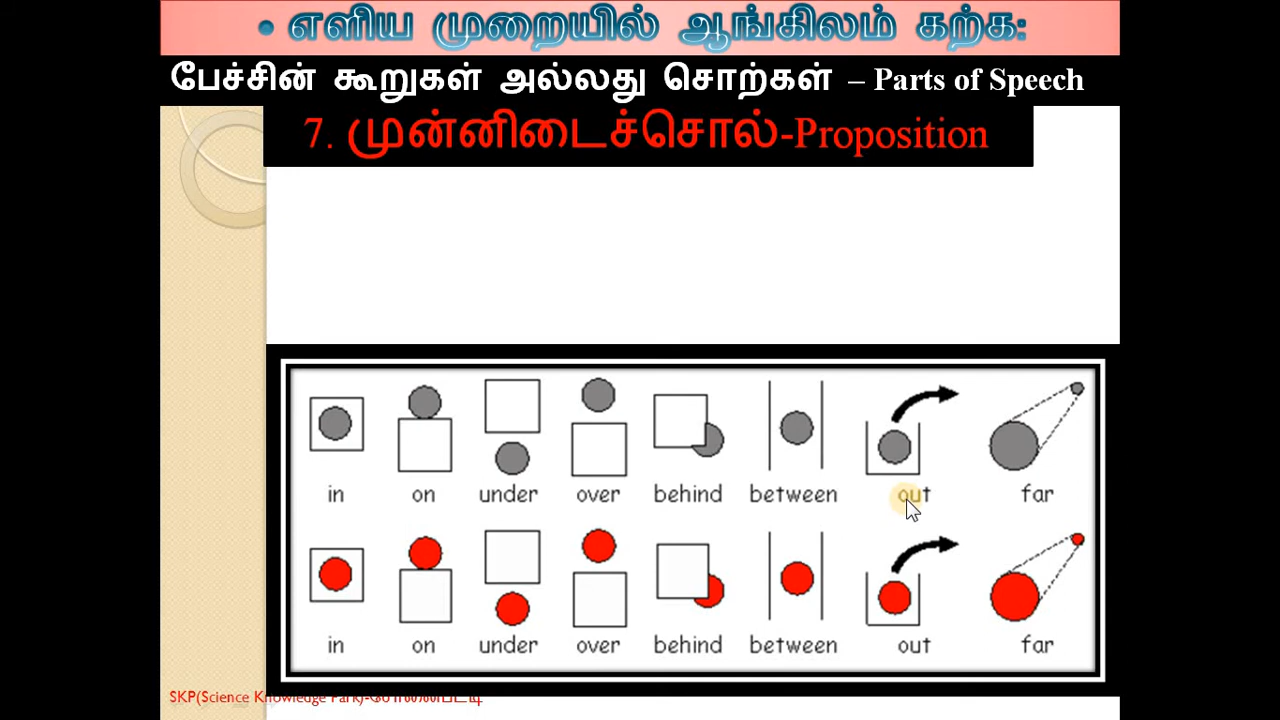 • எளிய முறையில் ஆங்கிலம் கற்க:
பேச்சின் கூறுகள் அல்லது சொற்கள் – Parts of Speech
7. முன்னிடைச்சொல்-Proposition
in on under over behind between out far
in on under over behind between out far
SKP(Science Knowledge Park)-